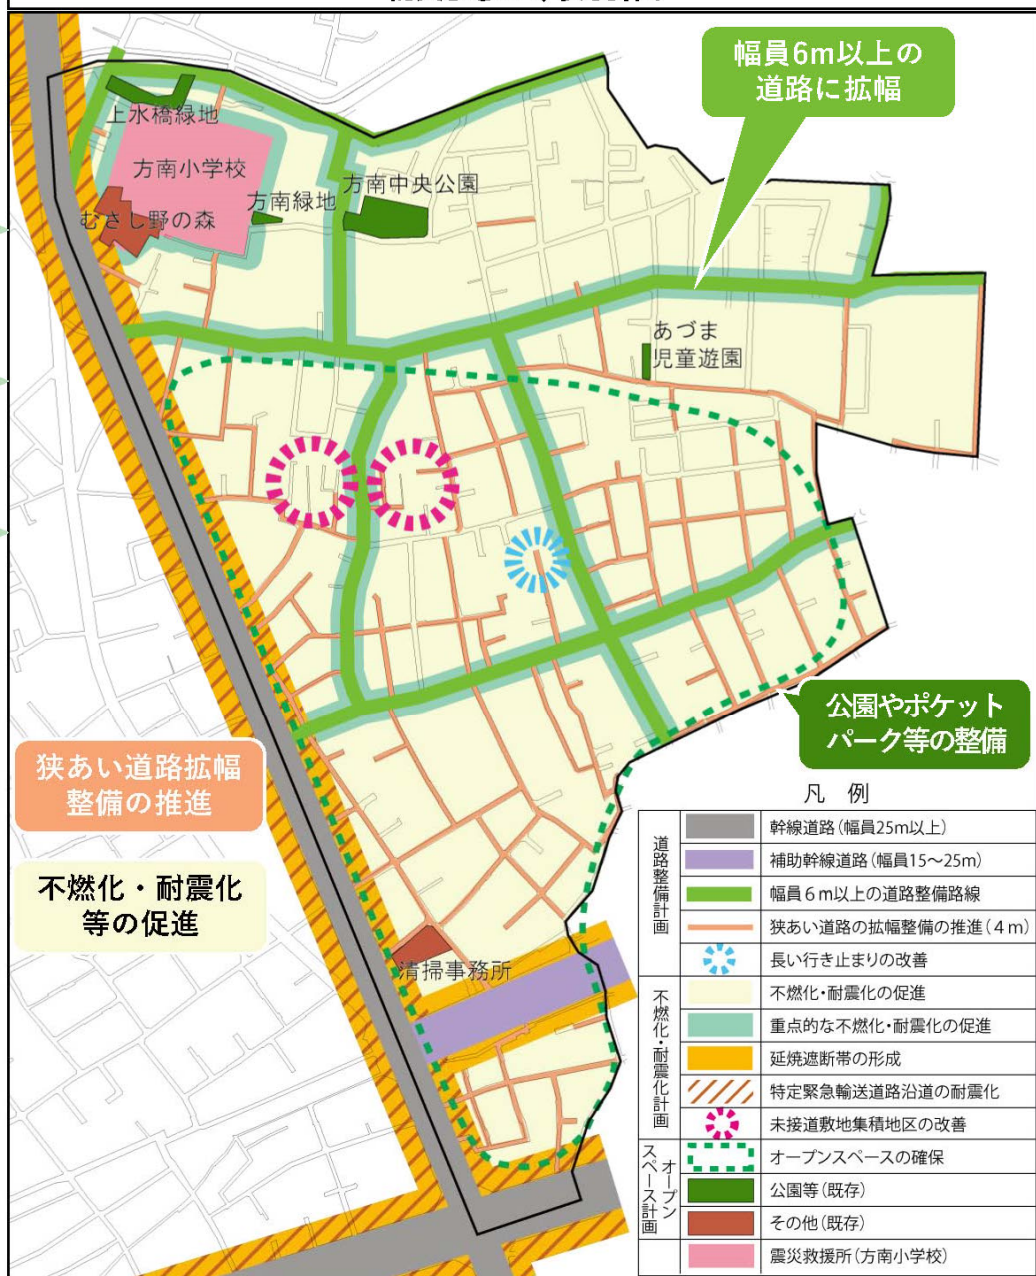 幅員6m以上の
道路に拡幅
上水橋緑地
方南小学校
方南緑地
方南中央公園
むさし野の森
あづま
児童遊園
公園やポケット
パーク等の整備
狭あい道路拡幅
整備の推進
不燃化・耐震化
等の促進
清掃事務所
凡 例
道路整備計画
幹線道路(幅員25m以上)
補助幹線道路(幅員15～25m)
幅員6m以上の道路整備路線
狭あい道路の拡幅整備の推進(4m)
長い行き止まりの改善
不燃化・耐震化計画
不燃化・耐震化の促進
重点的な不燃化・耐震化の促進
延焼遮断帯の形成
特定緊急輸送道路沿道の耐震化
未接道敷地集積地区の改善
オープン
スペース計画
オープンスペースの確保
公園等(既存)
その他(既存)
震災救援所(方南小学校)